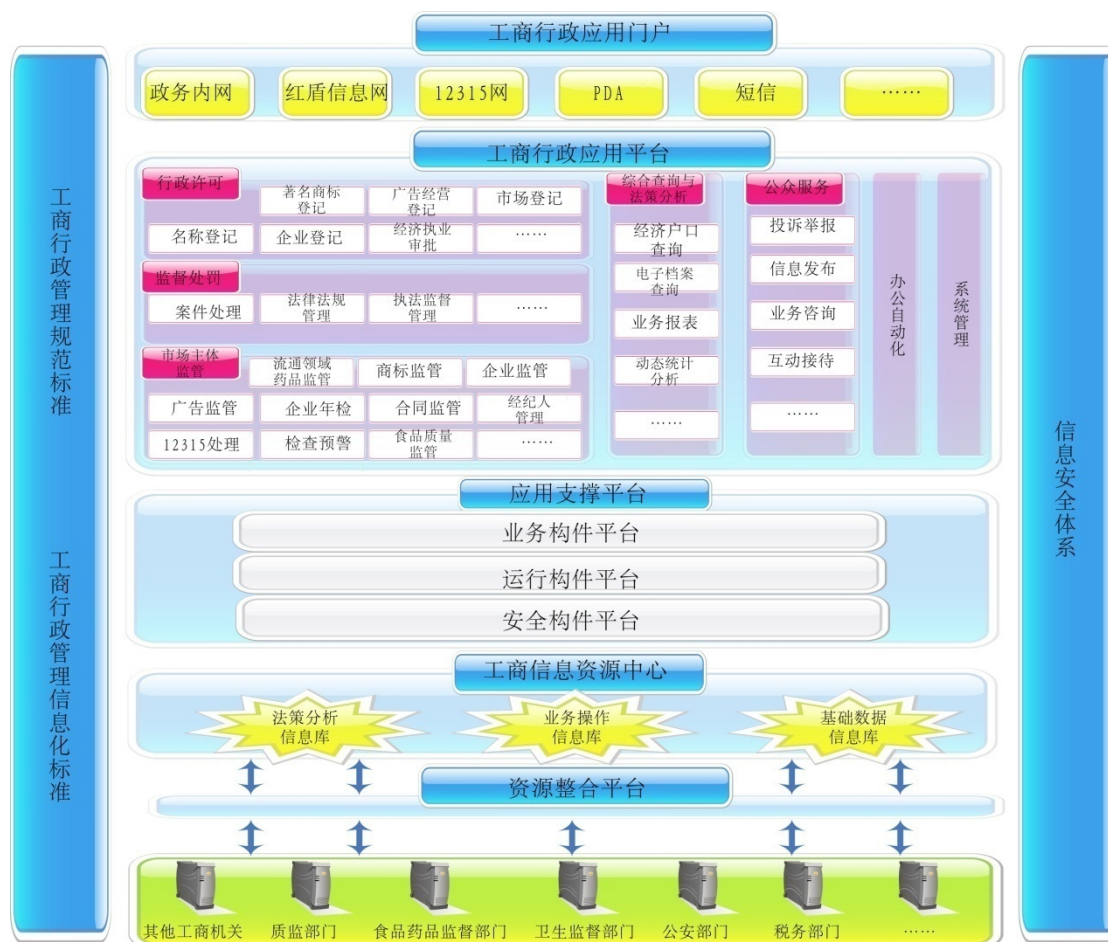 工商行政应用门户
政务内网
红盾信息网
12315网
PDA
短信
……
工商行政应用平台
行政许可
著名商标
登记
广告经营
登记
市场登记
名称登记
企业登记
经济执业
审批
……
监督处罚
案件处理
法律法规
管理
执法监督
管理
……
市场主体
监管
流通领域
药品监管
商标监管
企业监管
广告监管
企业年检
合同监管
经纪人
管理
12315处理
检查预警
食品质量
监管
……
综合查询与
法策分析
经济户口
查询
电子档案
查询
业务报表
动态统计
分析
……
公众服务
投诉举报
信息发布
业务咨询
互动接待
……
办公自动化
系统管理
应用支撑平台
业务构件平台
运行构件平台
安全构件平台
工商信息资源中心
法策分析
信息库
业务操作
信息库
基础数据
信息库
资源整合平台
其他工商机关
质监部门
食品药品监督部门
卫生监督部门
公安部门
税务部门
……
工商行政管理规范标准
工商行政管理信息化标准
信息安全体系